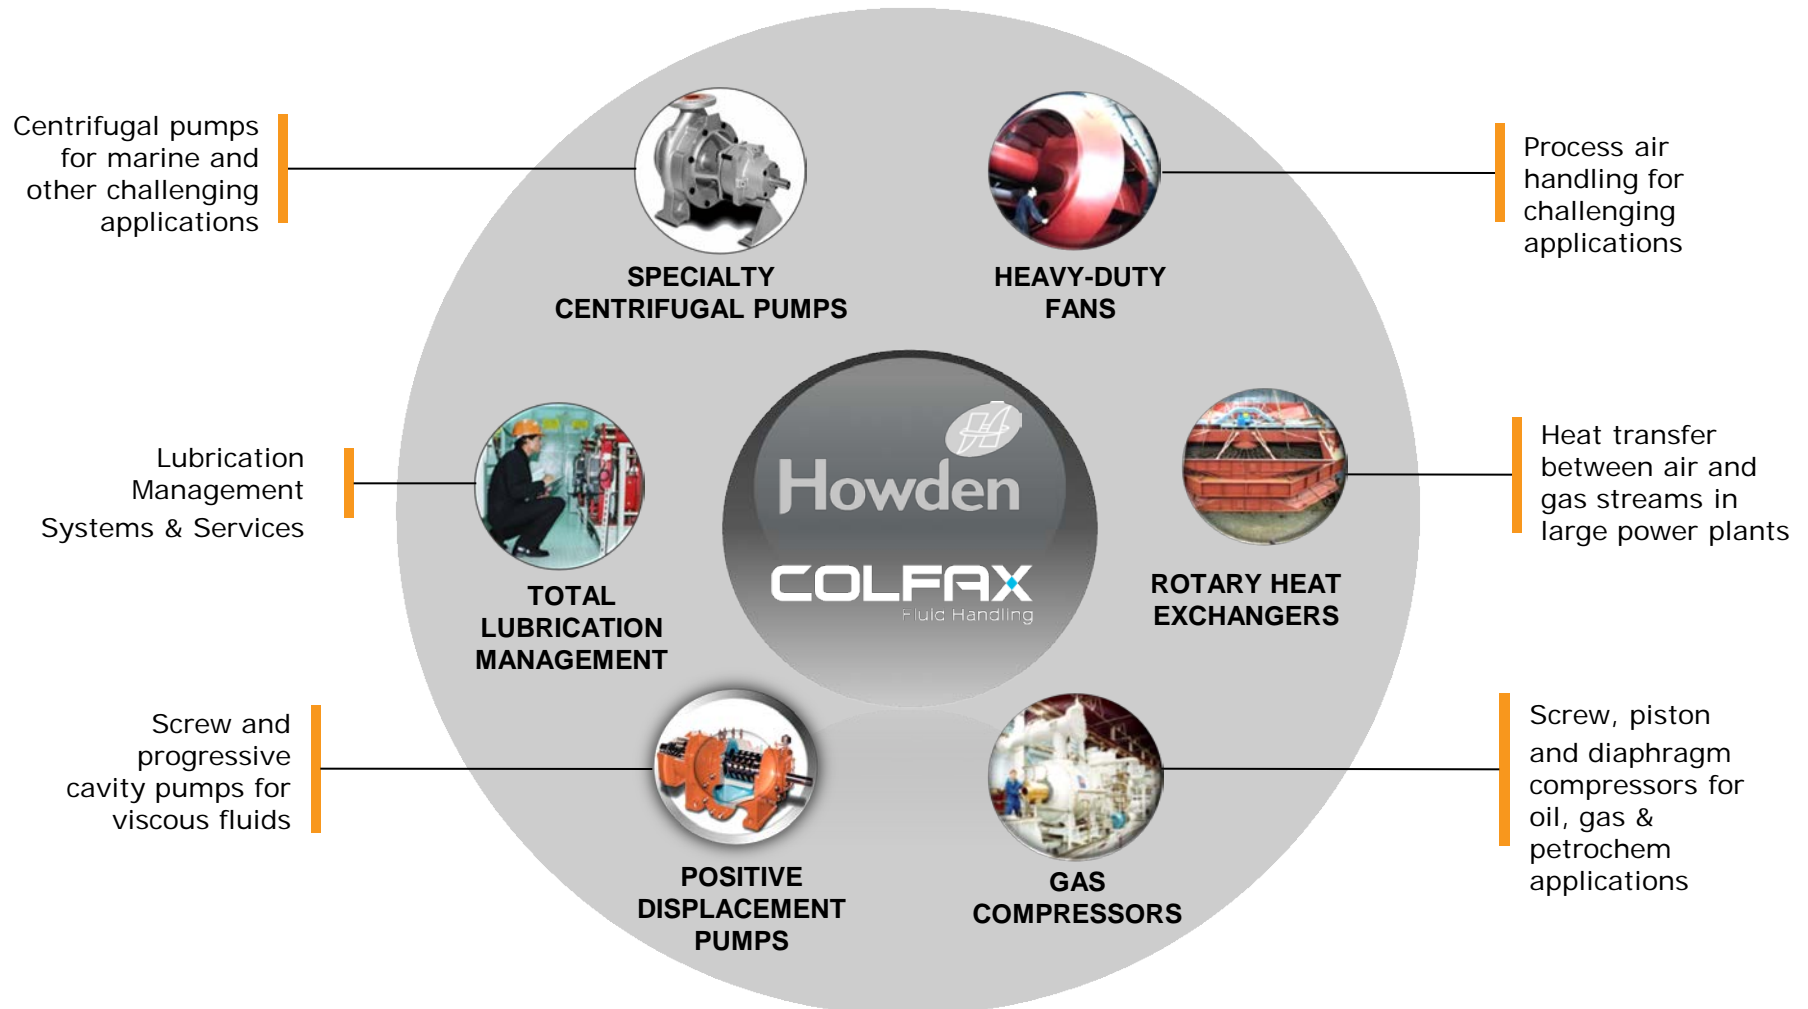 Centrifugal pumps
for marine and
other challenging
applications
SPECIALTY
CENTRIFUGAL PUMPS
HEAVY-DUTY
FANS
Process air
handling for
challenging
applications
Lubrication
Management
Systems & Services
TOTAL
LUBRICATION
MANAGEMENT
Howden
COLFAX
Fluid Handling
ROTARY HEAT
EXCHANGERS
Heat transfer
between air and
gas streams in
large power plants
Screw and
progressive
cavity pumps for
viscous fluids
POSITIVE
DISPLACEMENT
PUMPS
GAS
COMPRESSORS
Screw, piston
and diaphragm
compressors for
oil, gas &
petrochem
applications